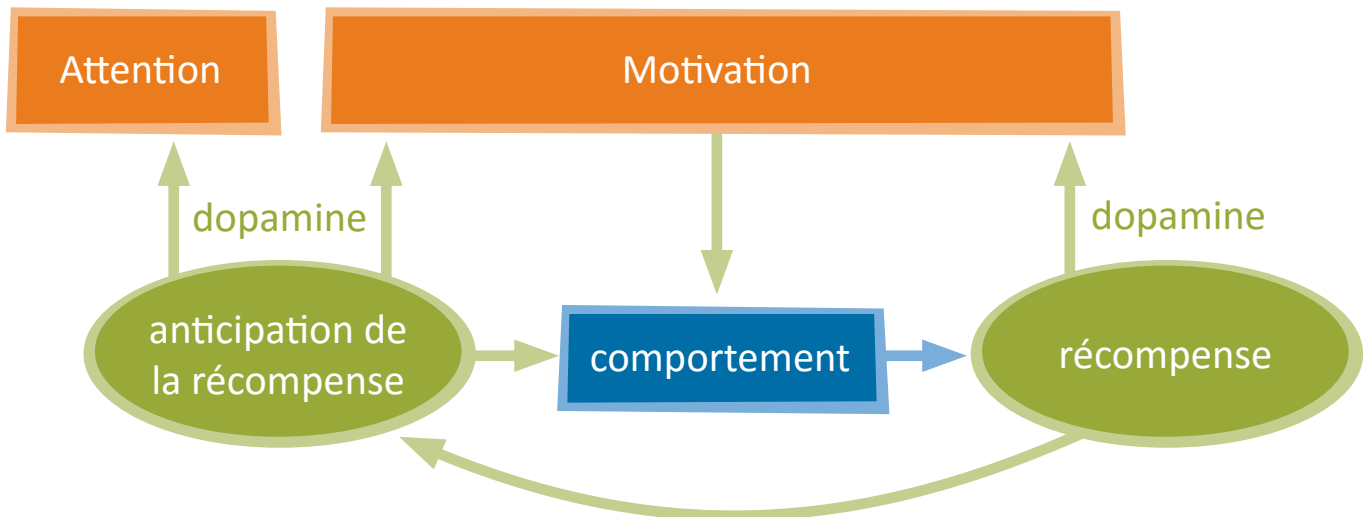 Attention
Motivation
dopamine
dopamine
anticipation de
la récompense
comportement
récompense